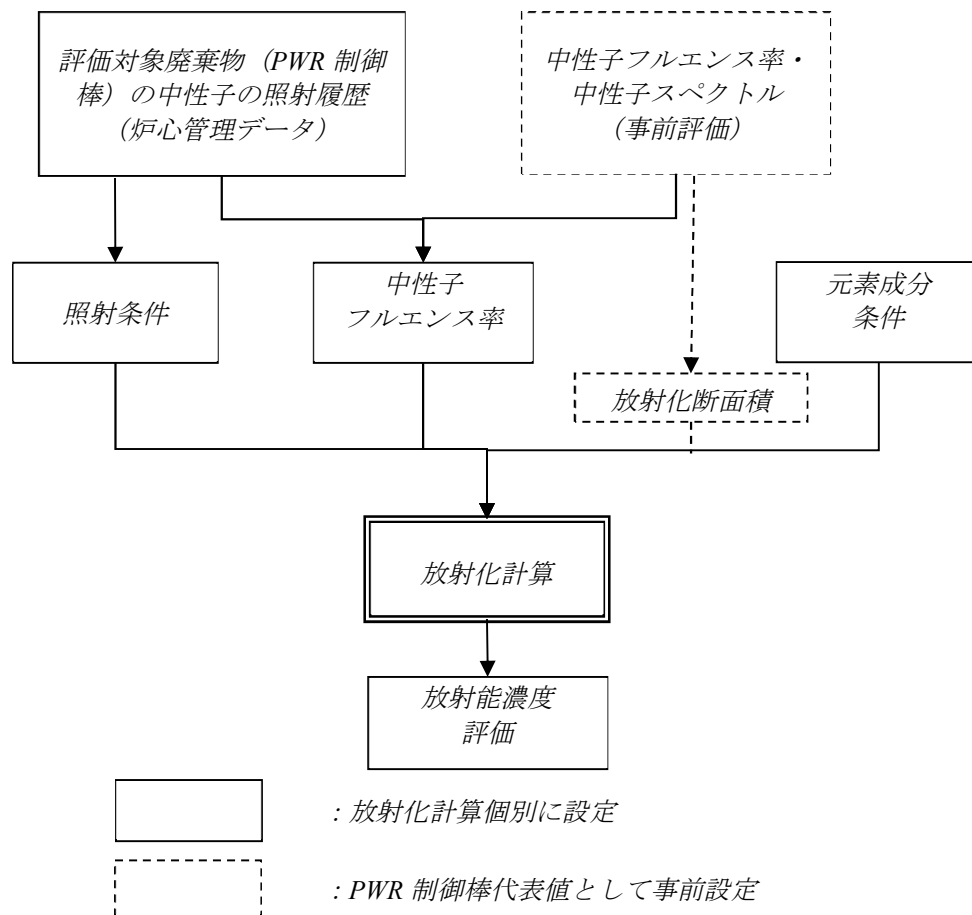 評価対象廃棄物（PWR 制御
棒）の中性子の照射履歴
（炉心管理データ）
中性子フルエンス率・
中性子スペクトル
（事前評価）
照射条件
中性子
フルエンス率
元素成分
条件
放射化断面積
放射化計算
放射能濃度
評価
：放射化計算個別に設定
：PWR 制御棒代表値として事前設定